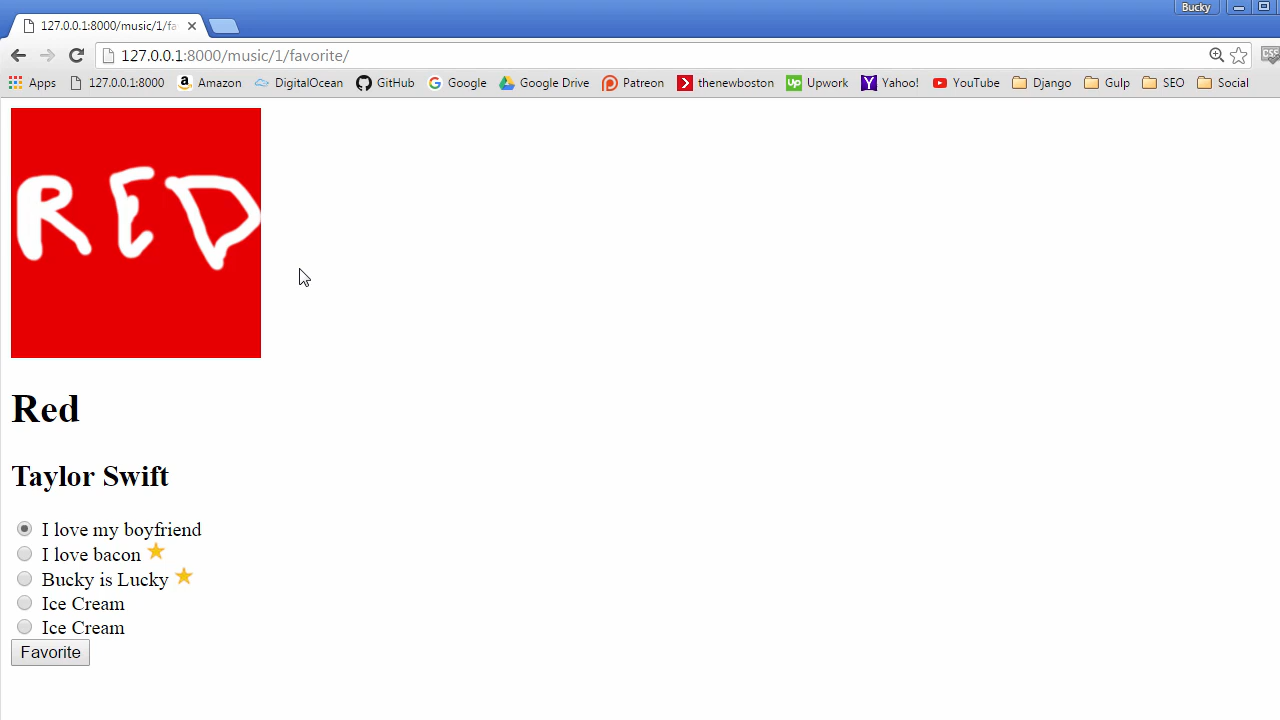 Bucky
127.0.0.1:8000/music/1/fa
127.0.0.1:8000/music/1/favorite/
CSS
Apps 127.0.0.1:8000 Amazon DigitalOcean GitHub Google Google Drive Patreon thenewboston Up Upwork Yahoo! YouTube Django Gulp SEO Social
RED
Red
Taylor Swift
I love my boyfriend
I love bacon
Bucky is Lucky
Ice Cream
Ice Cream
Favorite